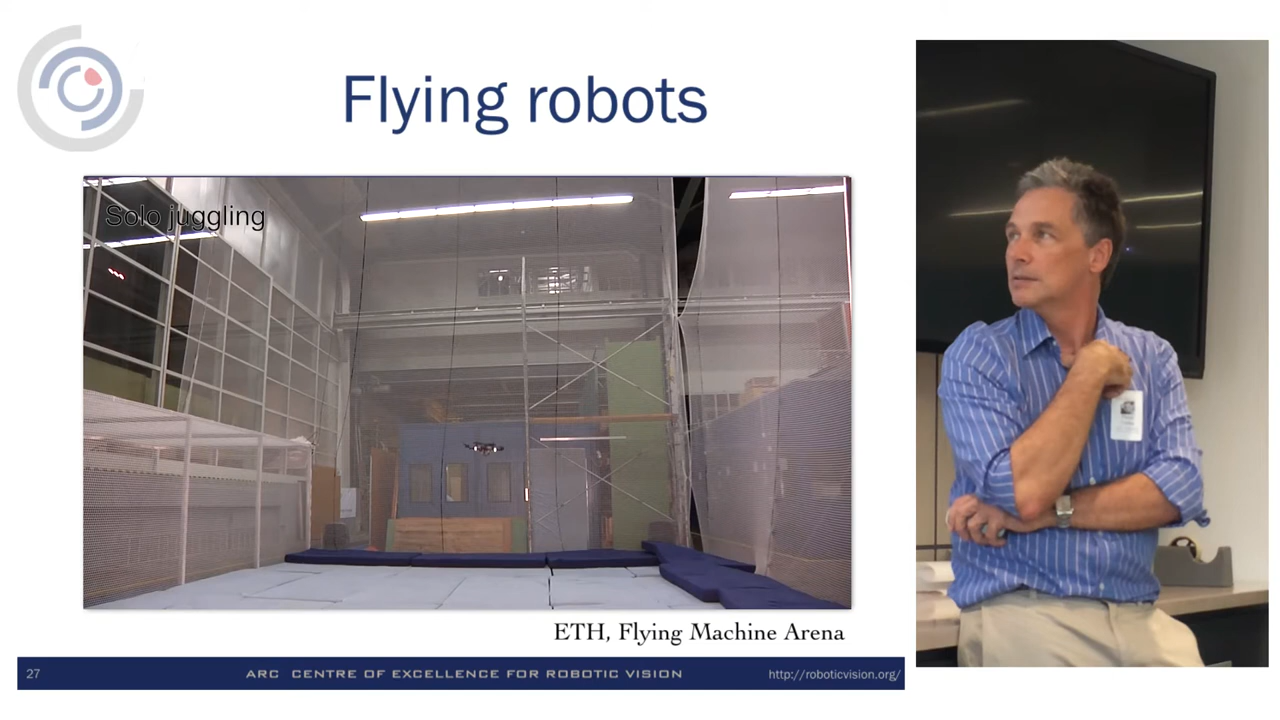 Flying robots
Solo juggling
ETH, Flying Machine Arena
27
ARC CENTRE OF EXCELLENCE FOR ROBOTIC VISION
http://roboticvision.org/